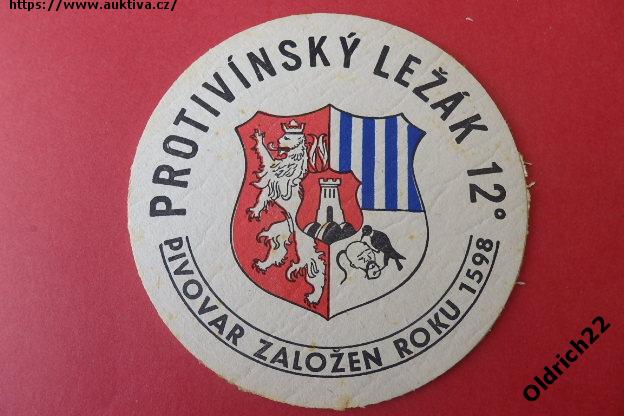 https://www.auktiva.cz/
PROTIVÍNSKÝ LEŽÁK 12°
PIVOVAR ZALOŽEN ROKU 1598
Oldrich22